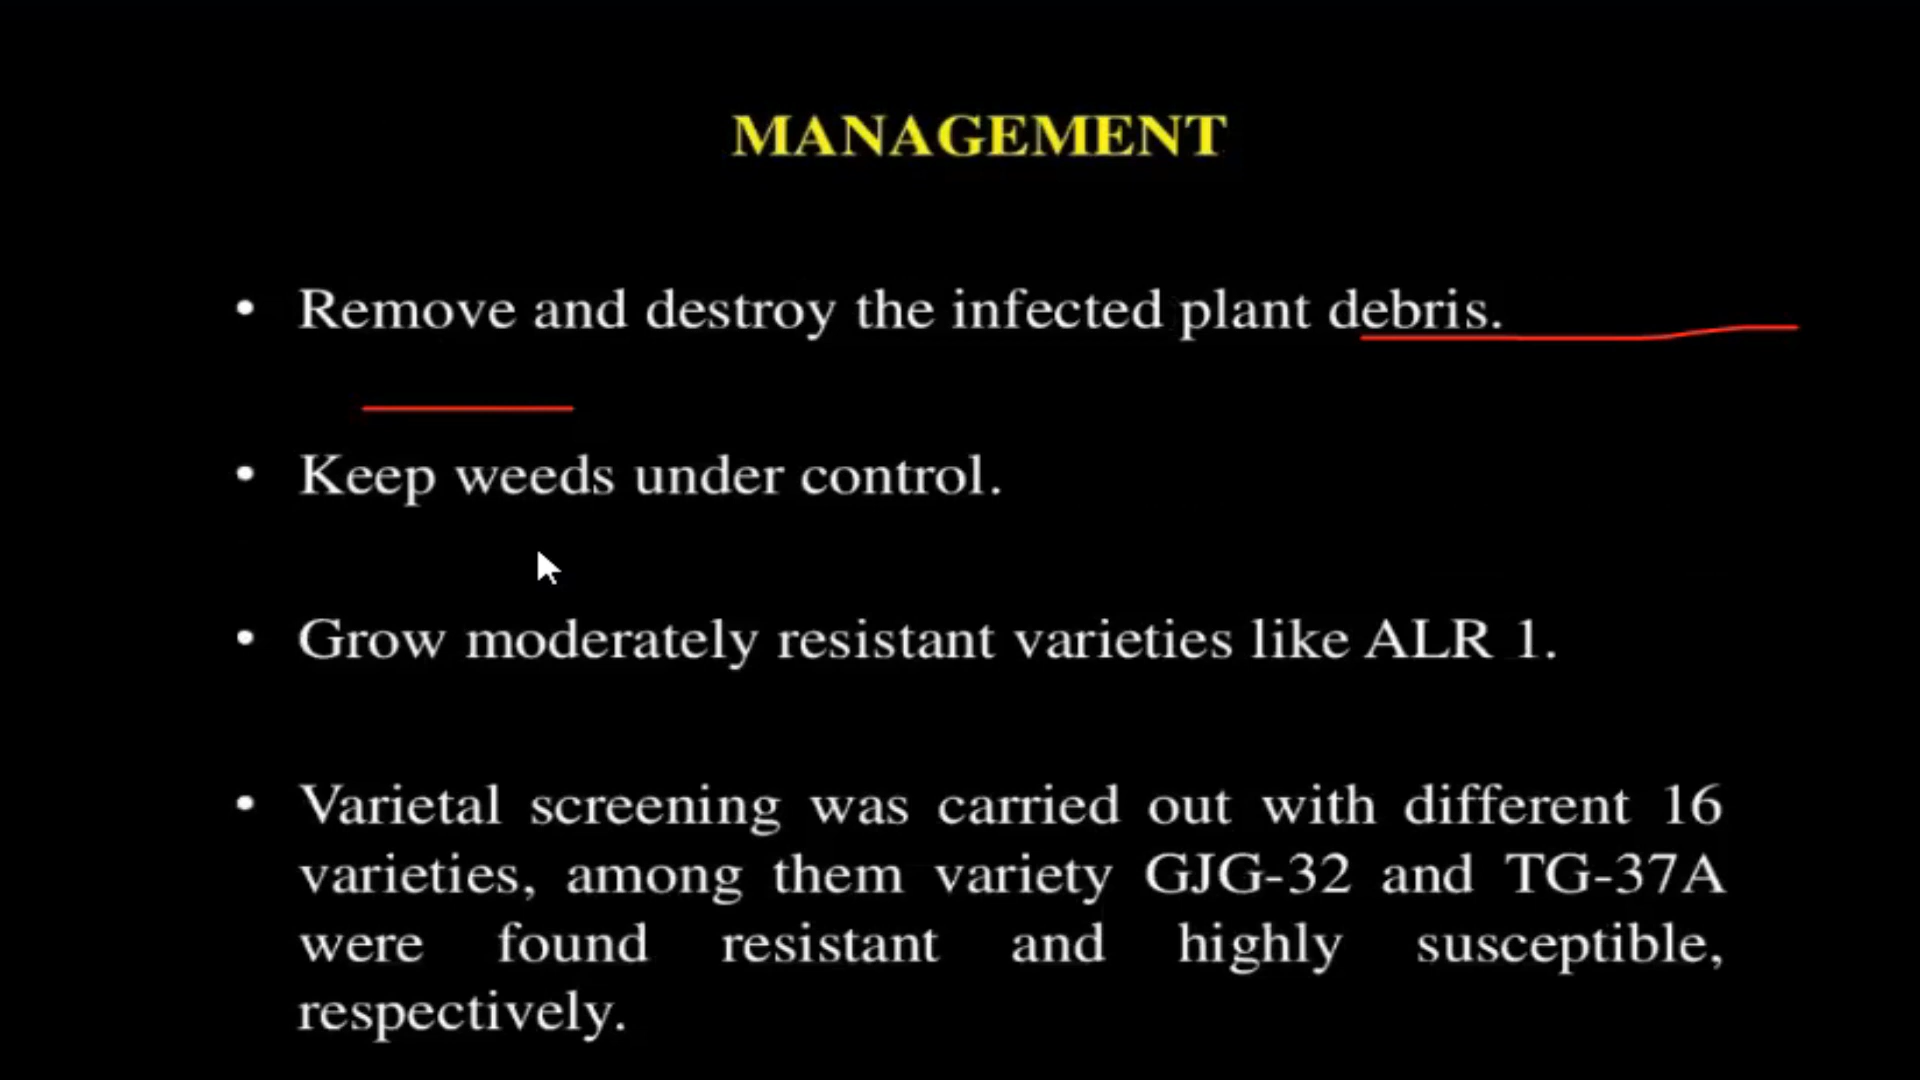 MANAGEMENT
• Remove and destroy the infected plant debris.
• Keep weeds under control.
• Grow moderately resistant varieties like ALR 1.
• Varietal screening was carried out with different 16
varieties, among them variety GJG-32 and TG-37A
were found resistant and highly susceptible,
respectively.